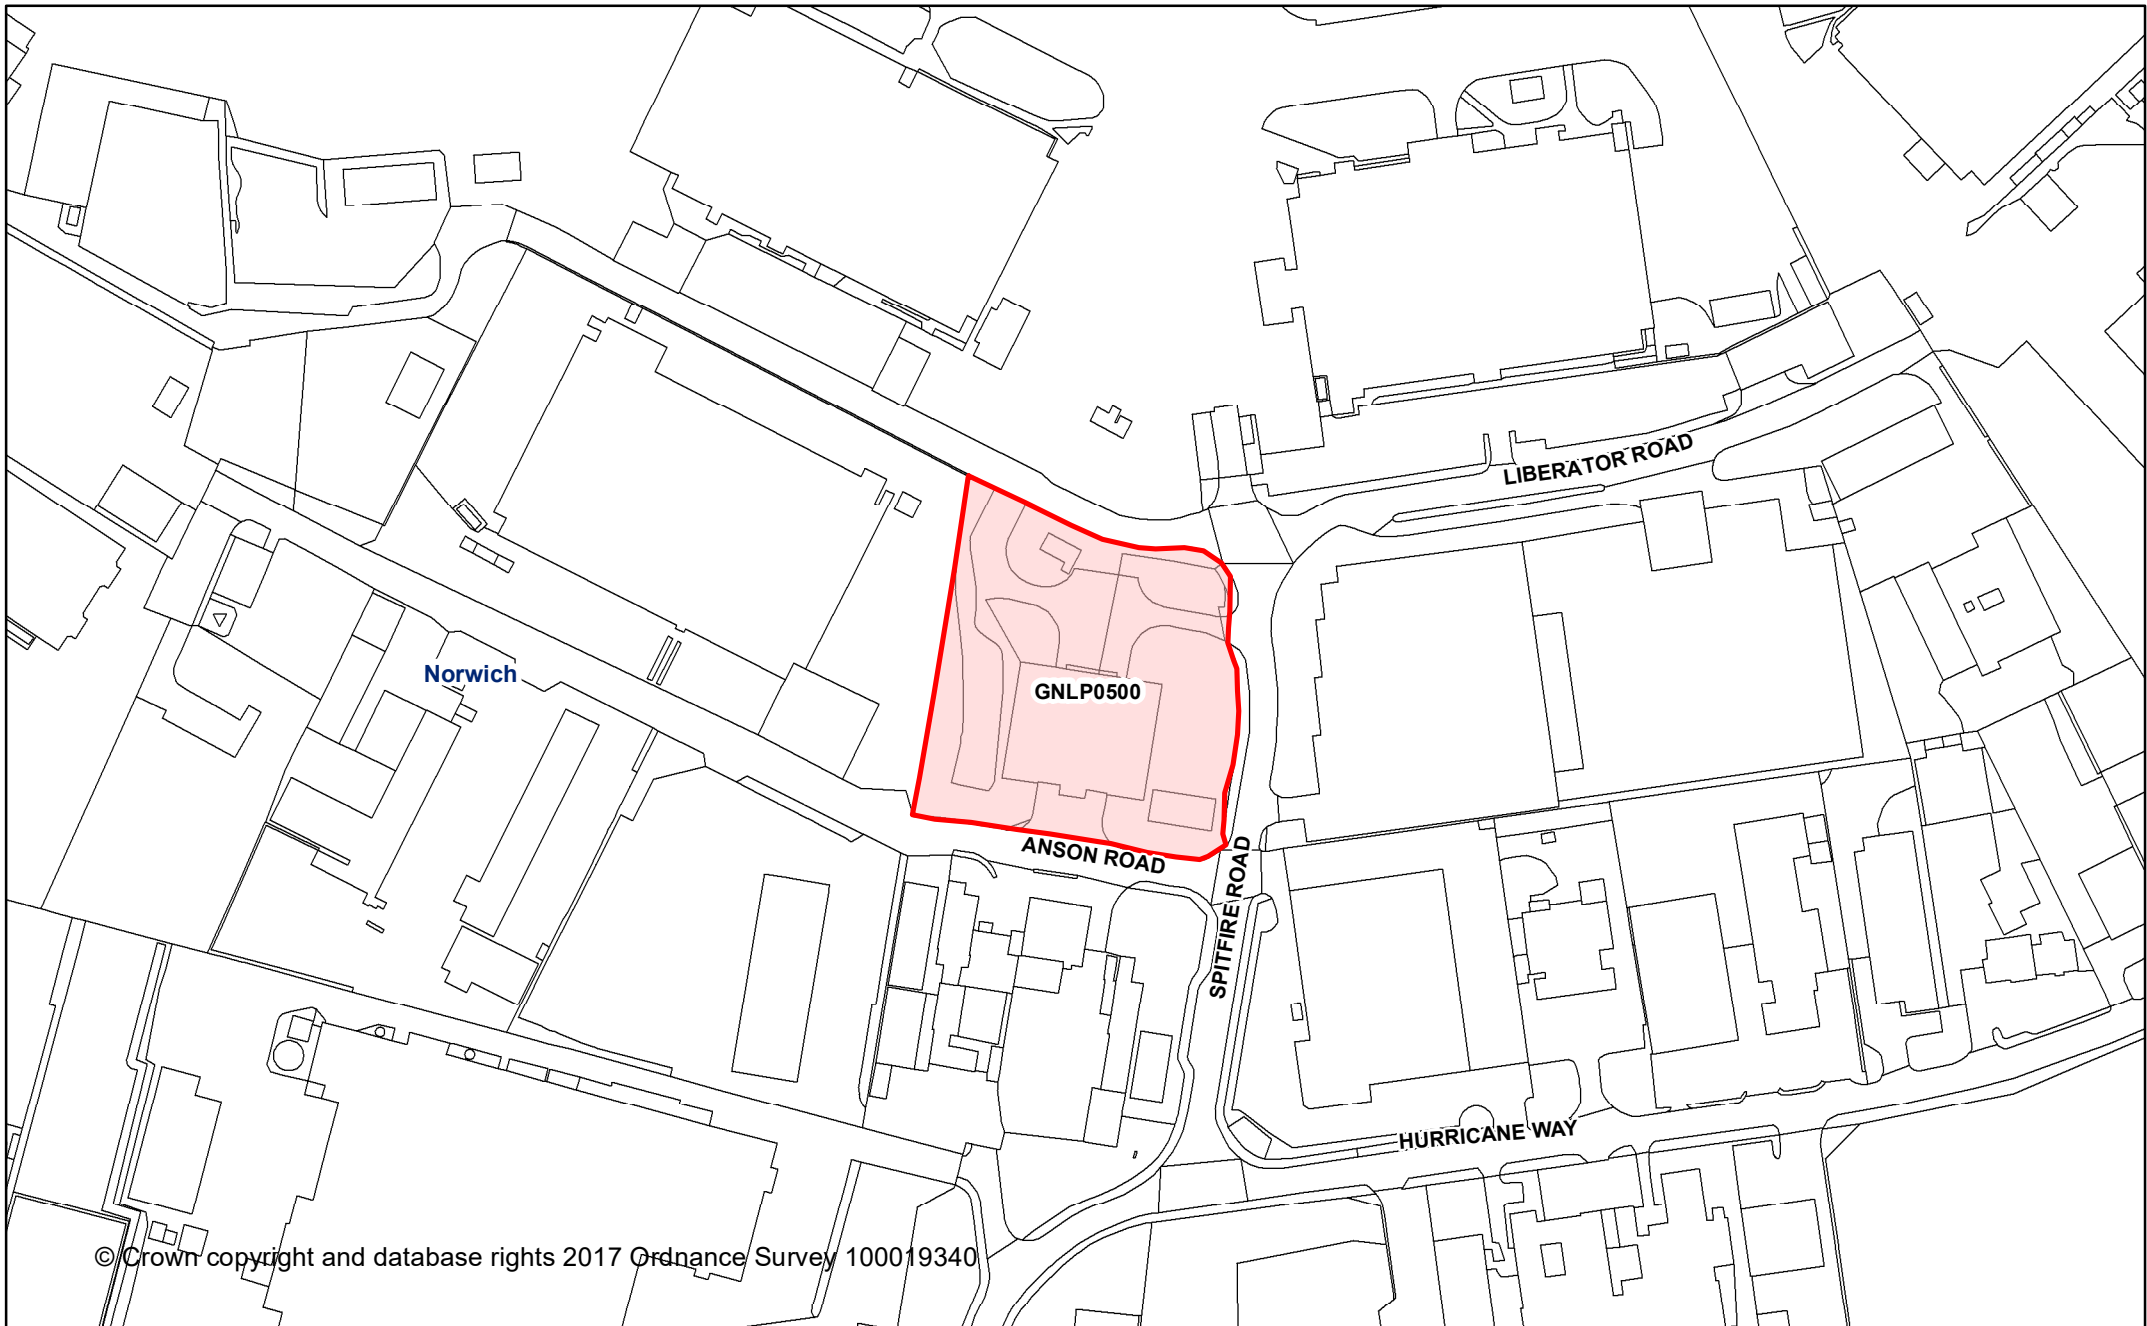 LIBERATOR ROAD
Norwich
GNLP0500
ANSON ROAD
SPITFIRE ROAD
HURRICANE WAY
© Crown copyright and database rights 2017 Ordnance Survey 100019340